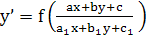 y' = f((ax+by+c)/(a₁x+b₁y+c₁))